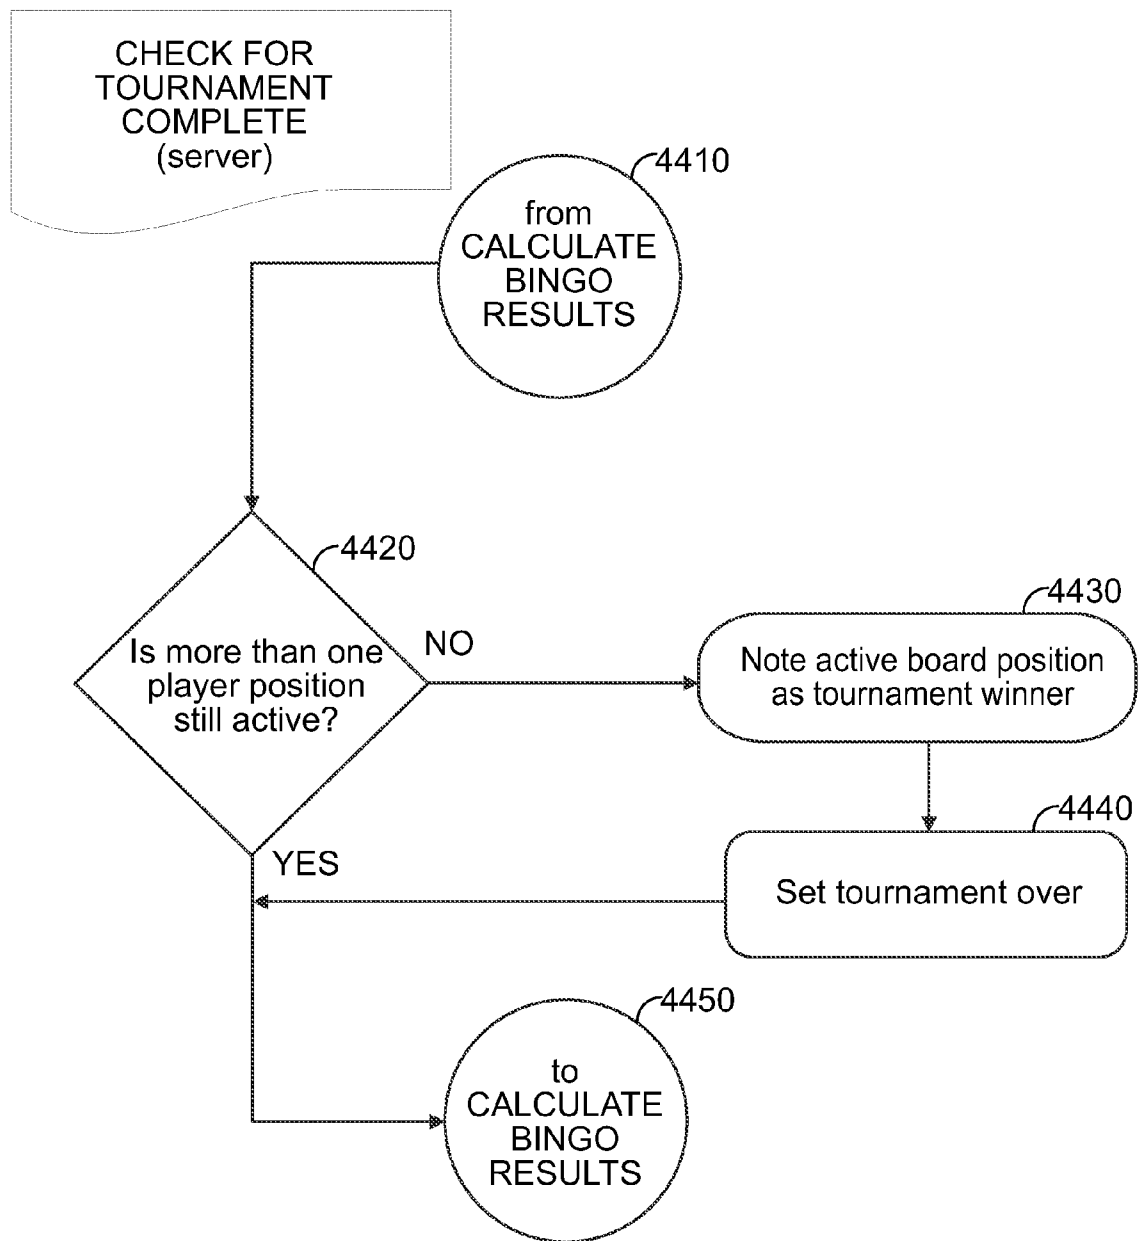 CHECK FOR
TOURNAMENT
COMPLETE
(server)
4410
from
CALCULATE
BINGO
RESULTS
4420
Is more than one
player position
still active?
NO
4430
Note active board position
as tournament winner
4440
Set tournament over
YES
4450
to
CALCULATE
BINGO
RESULTS